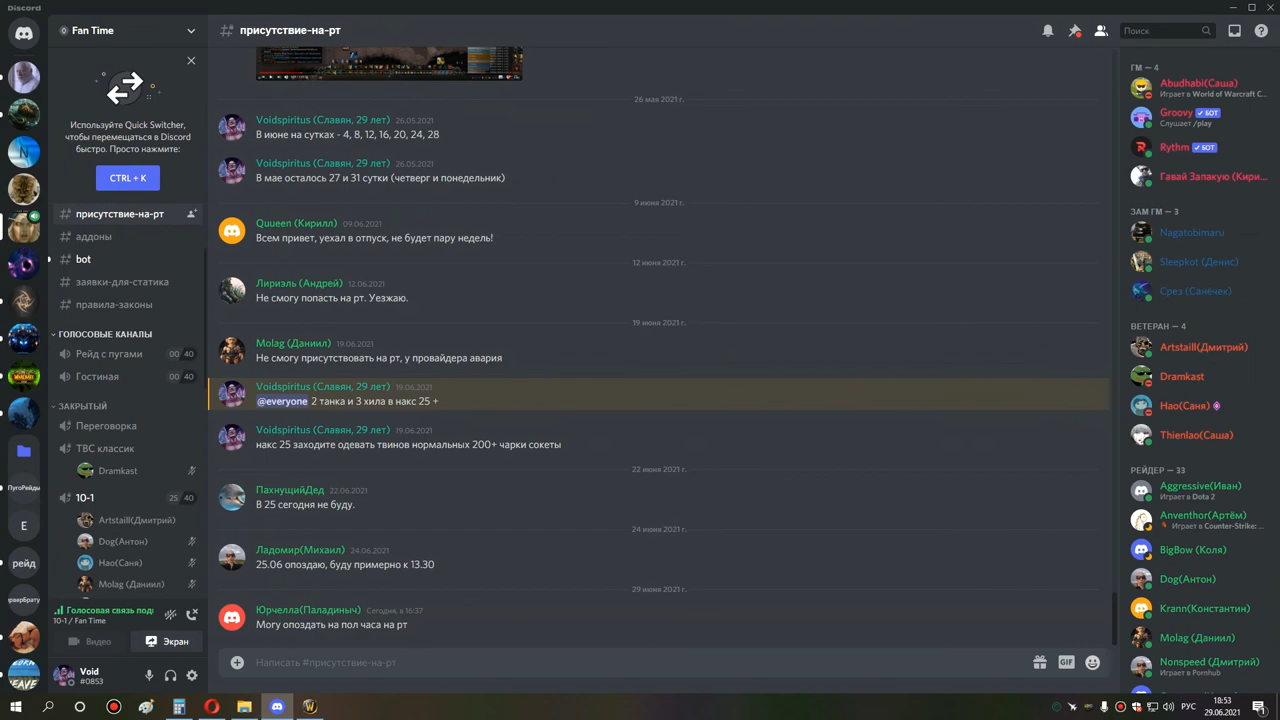 Discord
Fan Time
Используйте Quick Switcher,
чтобы перемещаться в Discord
быстро. Просто нажмите:
CTRL + K
присутствие-на-рт
аддоны
bot
заявки-для-статика
правила-законы
ГОЛОСОВЫЕ КАНАЛЫ
Рейд с пугами 00 40
Гостиная 00 40
ЗАКРЫТЫЙ
Переговорка
ТВС классик
Dramkast
10-1 25 40
Artstaill(Дмитрий)
Dog(Антон)
Нао(Саня)
Molag (Даниил)
ПугоРейды
Е
рейд
Голосовая связь под
10-1 / Fan Time
Видео Экран
Void
#0853
присутствие-на-рт
Поиск
26 мая 2021 г.
Voidspiritus (Славян, 29 лет) 26.05.2021
В июне на сутках - 4, 8, 12, 16, 20, 24, 28
Voidspiritus (Славян, 29 лет) 26.05.2021
В мае осталось 27 и 31 сутки (четверг и понедельник)
9 июня 2021 г.
Quueen (Кирилл) 09.06.2021
Всем привет, уехал в отпуск, не будет пару недель!
12 июня 2021 г.
Лириэль (Андрей) 12.06.2021
Не смогу попасть на рт. Уезжаю.
19 июня 2021 г.
Molag (Даниил) 19.06.2021
Не смогу присутствовать на рт, у провайдера авария
Voidspiritus (Славян, 29 лет) 19.06.2021
@everyone 2 танка и 3 хила в накс 25 +
Voidspiritus (Славян, 29 лет) 19.06.2021
накс 25 заходите одевать твинов нормальных 200+ чарки сокеты
22 июня 2021 г.
ПахнущийДед 22.06.2021
В 25 сегодня не буду.
24 июня 2021 г.
Ладомир(Михаил) 24.06.2021
25.06 опоздаю, буду примерно к 13.30
29 июня 2021 г.
Юрчелла(Паладиныч) Сегодня, в 16:37
Могу опоздать на пол часа на рт
Написать #присутствие-на-рт
GIF
ГМ — 4
Abudhabi(Саша)
Играет в World of Warcraft C...
Groovy БОТ
Слушает /play
Rythm БОТ
Гавай Запакую (Кири...
ЗАМ ГМ — 3
Nagatobimaru
Sleepkot (Денис)
Срез (Санёчек)
ВЕТЕРАН — 4
Artstaill(Дмитрий)
Dramkast
Нао(Саня)
Thienlao(Саша)
РЕЙДЕР — 33
Aggressive(Иван)
Играет в Dota 2
Anventhor(Артём)
Играет в Counter-Strike: ...
BigBow (Коля)
Dog(Антон)
Krann(Константин)
Molag (Даниил)
Nonspeed (Дмитрий)
Играет в Pornhub
РУС
18:53
29.06.2021